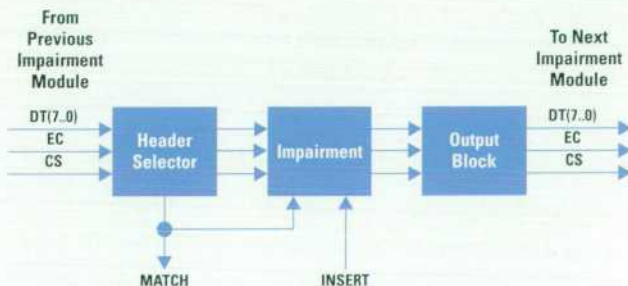 From
Previous
Impairment
Module
To Next
Impairment
Module
DT(7..0)
EC
CS
Header
Selector
Impairment
Output
Block
DT(7..0)
EC
CS
MATCH
INSERT